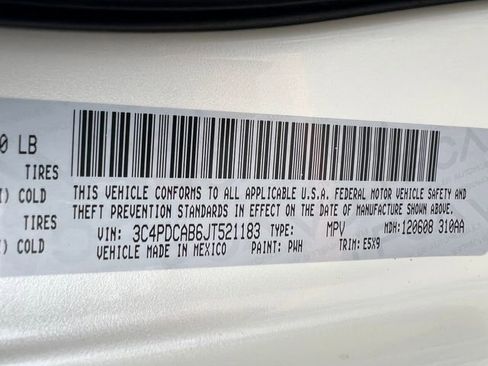 0 LB
TIRES
) COLD
TIRES
) COLD
THIS VEHICLE CONFORMS TO ALL APPLICABLE U.S.A. FEDERAL MOTOR VEHICLE SAFETY AND
THEFT PREVENTION STANDARDS IN EFFECT ON THE DATE OF MANUFACTURE SHOWN ABOVE.
VIN: 3C4PDCAB6JT521183 TYPE: MPV MDH: 120608 310AA
VEHICLE MADE IN MEXICO PAINT: PWH TRIM: E5X9